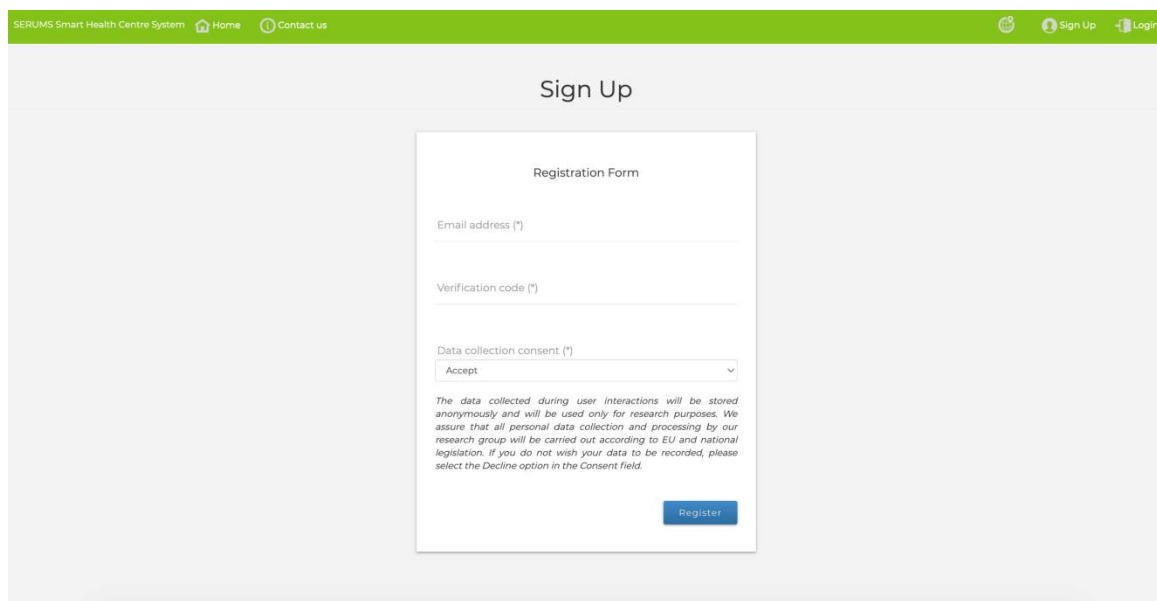 SERUMS Smart Health Centre System Home Contact us Sign Up Login
Sign Up
Registration Form
Email address (*)
Verification code (*)
Data collection consent (*)
Accept
The data collected during user interactions will be stored
anonymously and will be used only for research purposes. We
assure that all personal data collection and processing by our
research group will be carried out according to EU and national
legislation. If you do not wish your data to be recorded, please
select the Decline option in the Consent field.
Register